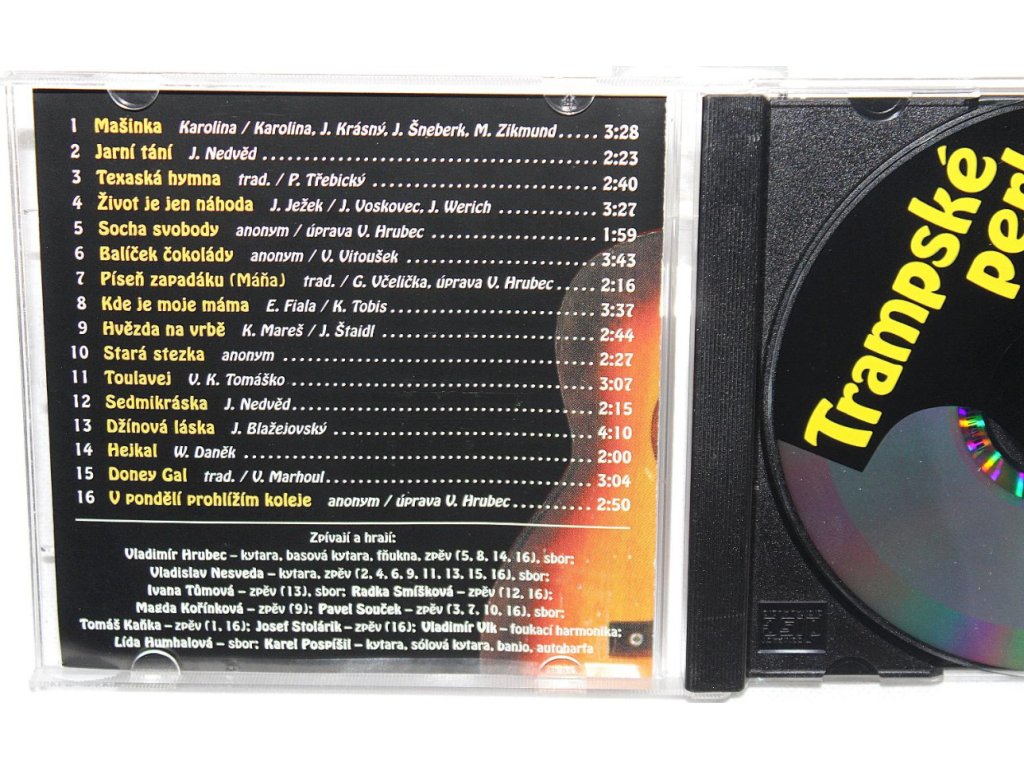 1 Mašinka Karolina / Karolina, J. Krásný, J. Šneberk, M. Zikmund ..... 3:28
2 Jarní tání J. Nedvěd ..... 2:23
3 Texaská hymna trad. / P. Třebický ..... 2:40
4 Život je jen náhoda J. Ježek / J. Voskovec, J. Werich ..... 3:27
5 Socha svobody anonym / úprava V. Hrubec ..... 1:59
6 Balíček čokolády anonym / V. Vitoušek ..... 3:43
7 Píseň zapadáku (Máňa) trad. / G. Včelička, úprava V. Hrubec ..... 2:16
8 Kde je moje máma E. Fiala / K. Tobis ..... 3:37
9 Hvězda na vrbě K. Mareš / J. Štaidl ..... 2:44
10 Stará stezka anonym ..... 2:27
11 Toulavej V. K. Tomáško ..... 3:07
12 Sedmikráska J. Nedvěd ..... 2:15
13 Džínová láska J. Blažejovský ..... 4:10
14 Hejkal W. Daněk ..... 2:00
15 Doney Gal trad. / V. Marhoul ..... 3:04
16 V pondělí prohlížím koleje anonym / úprava V. Hrubec ..... 2:50
Zpívají a hrají:
Vladimír Hrubec – kytara, basová kytara, fňukna, zpěv (5, 8, 14, 16), sbor;
Vladislav Nesveda – kytara, zpěv (2, 4, 6, 9, 11, 13, 15, 16), sbor;
Ivana Tůmová – zpěv (13), sbor; Radka Smíšková – zpěv (12, 16);
Magda Kořínková – zpěv (9); Pavel Souček – zpěv (3, 7, 10, 16), sbor;
Tomáš Kaňka – zpěv (1, 16); Josef Stolárik – zpěv (16); Vladimír Vlk – foukací harmonika;
Lída Humhalová – sbor; Karel Pospíšil – kytara, sólová kytara, banjo, autoharfa
Trampské